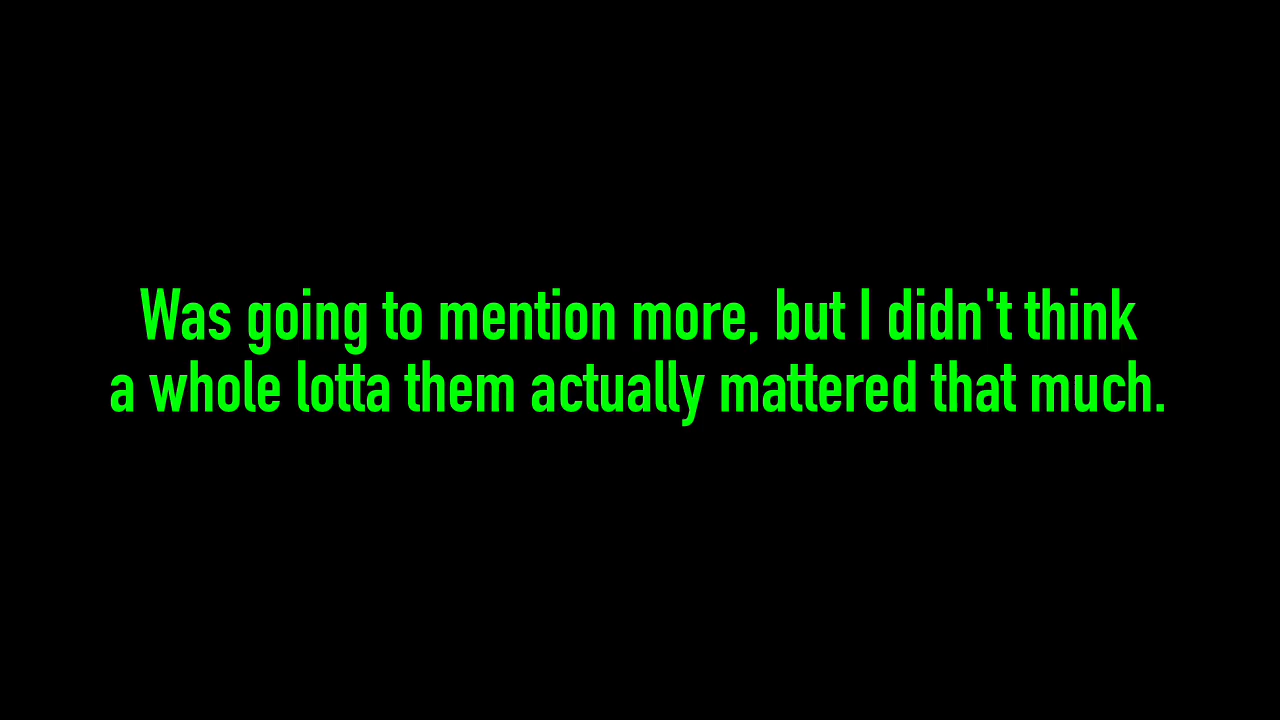 Was going to mention more, but I didn't think
a whole lotta them actually mattered that much.